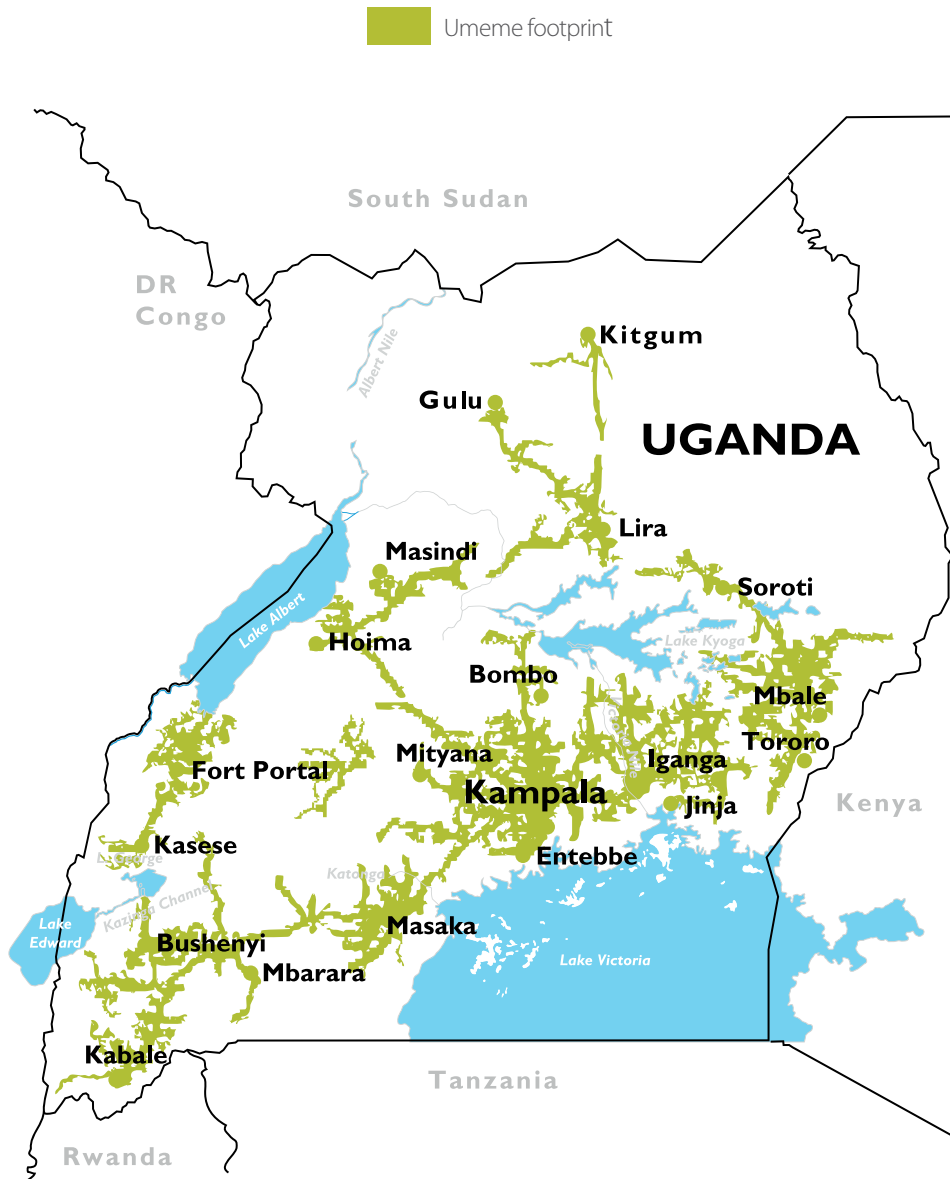 Umeme footprint
South Sudan
DR
Congo
Albert Nile
Kitgum
Gulu
UGANDA
Lira
Masindi
Soroti
Lake Albert
Hoima
Lake Kyoga
Bombo
Mbale
Tororo
Mityana
Iganga
Fort Portal
Kampala
Jinja
Kenya
Kasese
L. George
Entebbe
Katonga
Kazinga Channel
Lake
Edward
Masaka
Bushenyi
Lake Victoria
Mbarara
Kabale
Tanzania
Rwanda